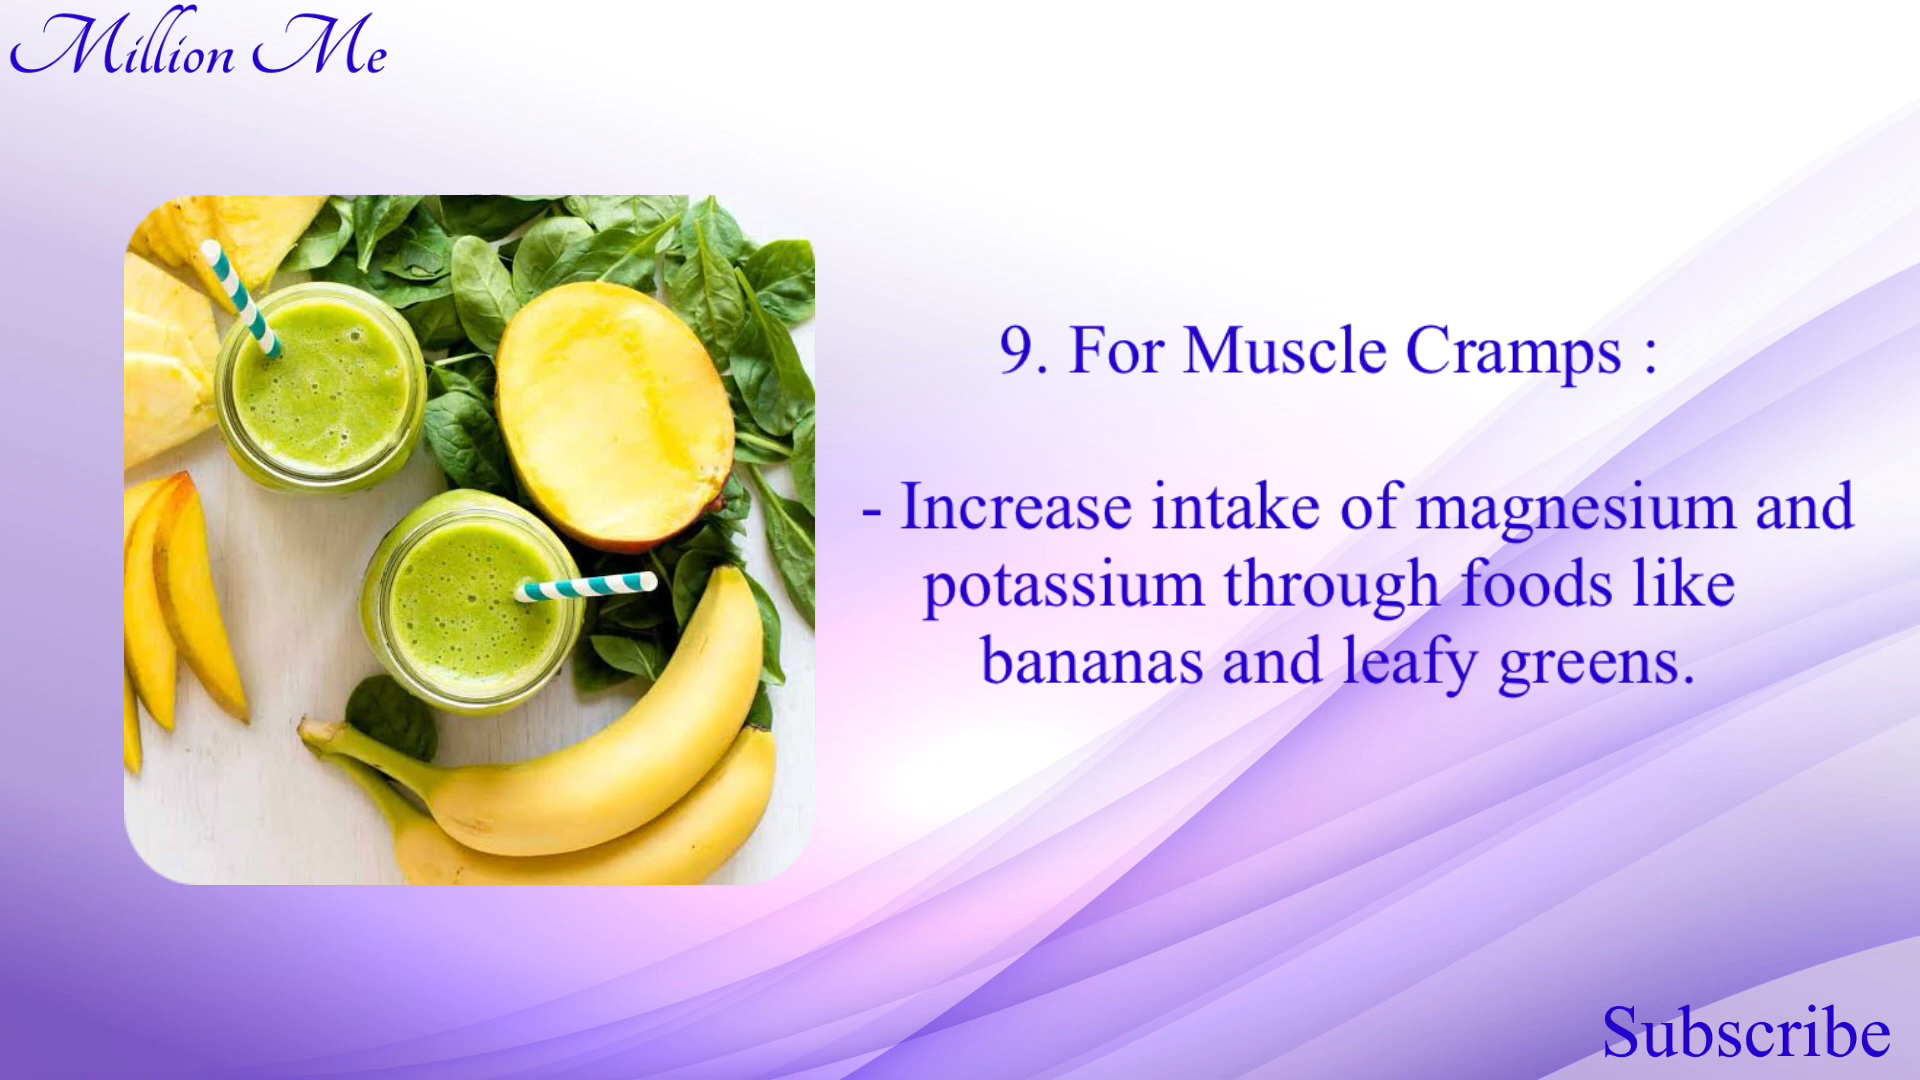 Million Me
9. For Muscle Cramps :
- Increase intake of magnesium and
potassium through foods like
bananas and leafy greens.
Subscribe